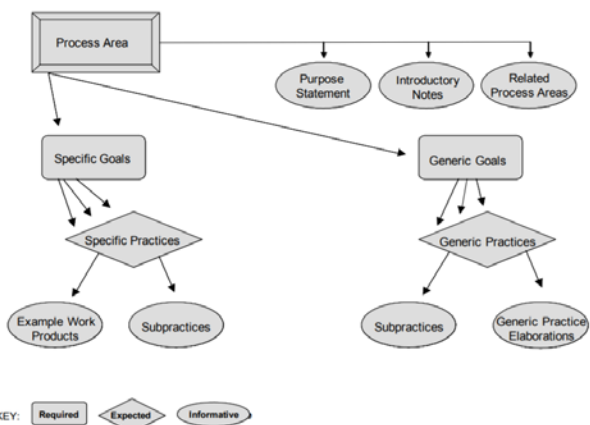 Process Area
Purpose
Statement
Introductory
Notes
Related
Process Areas
Specific Goals
Generic Goals
Specific Practices
Generic Practices
Example Work
Products
Subpractices
Subpractices
Generic Practice
Elaborations
KEY:
Required
Expected
Informative